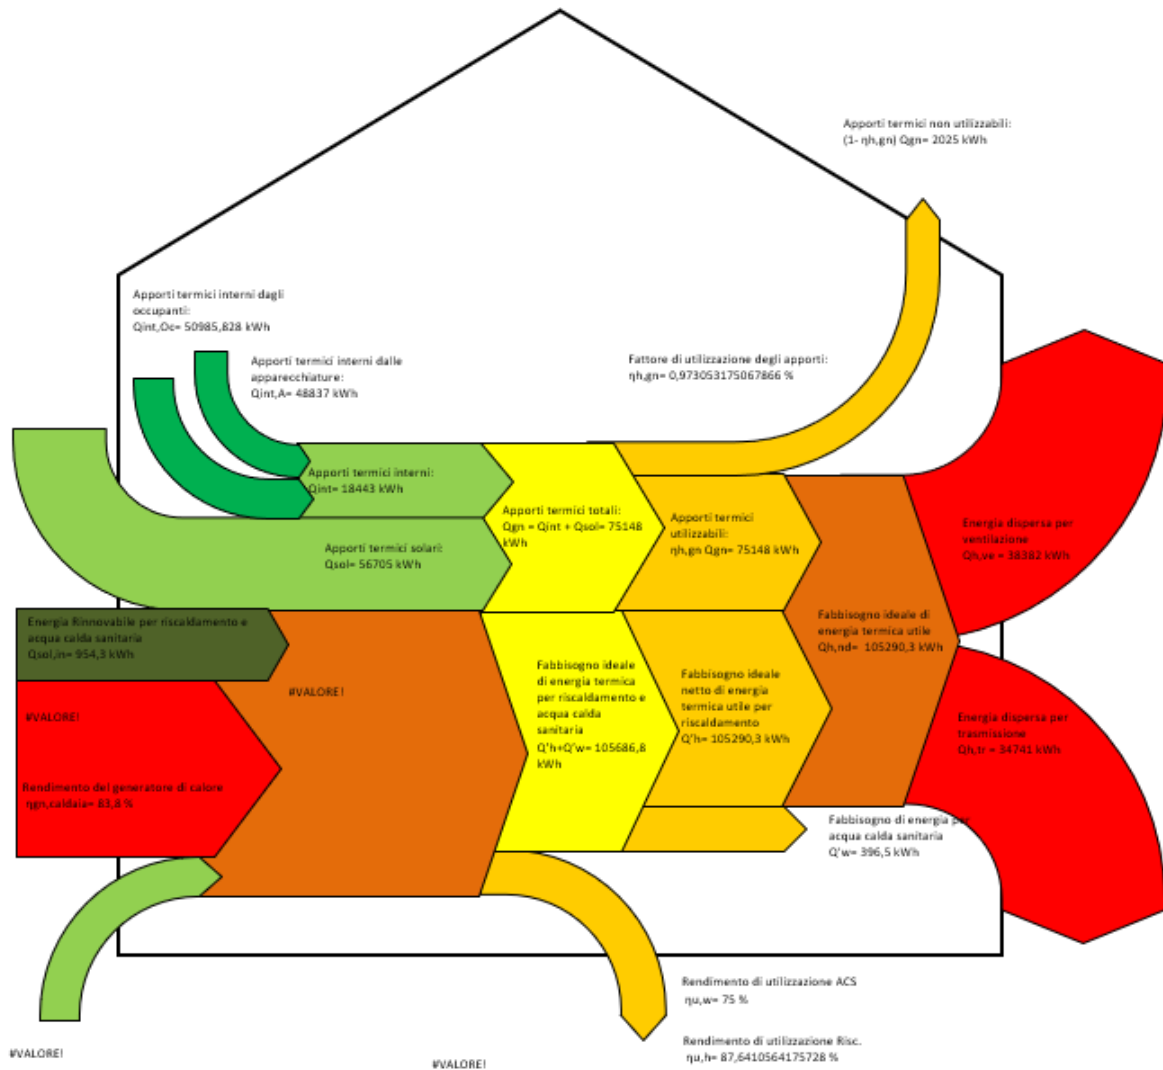 Apporti termici non utilizzabili:
(1- ηh,gn) Qgn= 2025 kWh
Apporti termici interni dagli
occupanti:
Qint,Oc= 50985,828 kWh
Apporti termici interni dalle
apparecchiature:
Qint,A= 48837 kWh
Fattore di utilizzazione degli apporti:
ηh,gn= 0,973053175067866 %
Apporti termici interni:
Qint= 18443 kWh
Apporti termici totali:
Qgn = Qint + Qsol= 75148
kWh
Apporti termici
utilizzabili:
ηh,gn Qgn= 75148 kWh
Energia dispersa per
ventilazione
Qh,ve = 38382 kWh
Apporti termici solari:
Qsol= 56705 kWh
Energia Rinnovabile per riscaldamento e
acqua calda sanitaria
Qsol,in= 954,3 kWh
Fabbisogno ideale di
energia termica utile
Qh,nd=  105290,3 kWh
#VALORE!
Fabbisogno ideale
di energia termica
per riscaldamento e
acqua calda
sanitaria
Q'h+Q'w= 105686,8
kWh
Fabbisogno ideale
netto di energia
termica utile per
riscaldamento
Q'h= 105290,3 kWh
#VALORE!
Energia dispersa per
trasmissione
Qh,tr = 34741 kWh
Rendimento del generatore di calore
ηgn,caldaia= 83,8 %
Fabbisogno di energia per
acqua calda sanitaria
Q'w= 396,5 kWh
Rendimento di utilizzazione ACS
ηu,w= 75 %
Rendimento di utilizzazione Risc.
ηu,h= 87,6410564175728 %
#VALORE!
#VALORE!